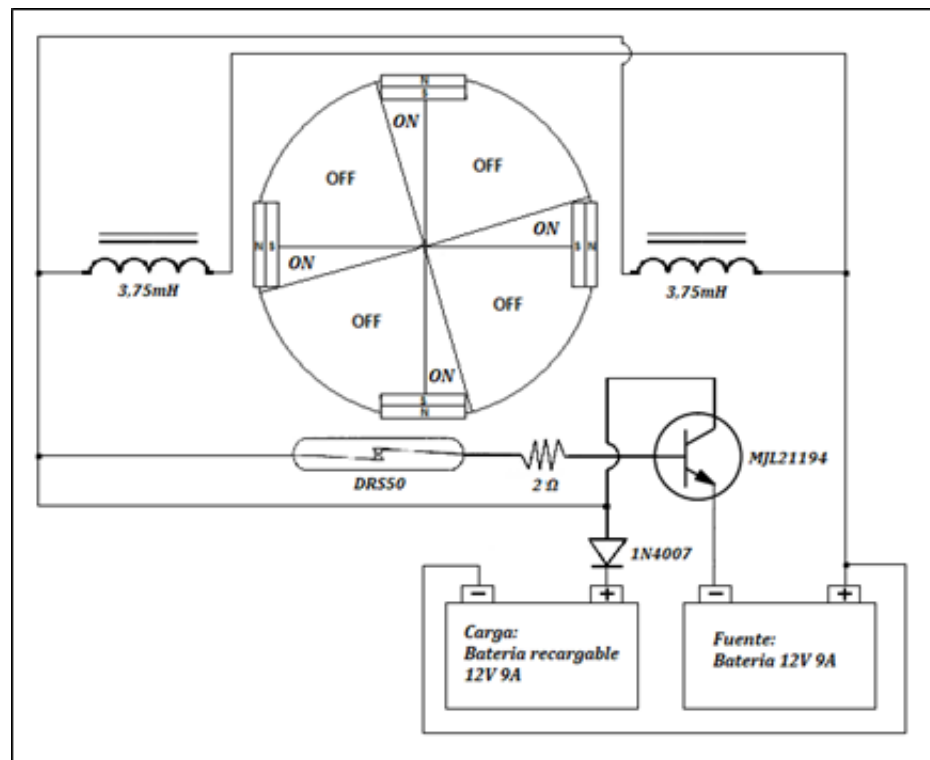 N
S
ON
OFF
OFF
N S
ON
S N
ON
3,75mH
3,75mH
OFF
OFF
ON
S
N
DRS50
2 Ω
MJL21194
1N4007
−
+
−
+
Carga:
Bateria recargable
12V 9A
Fuente:
Bateria 12V 9A